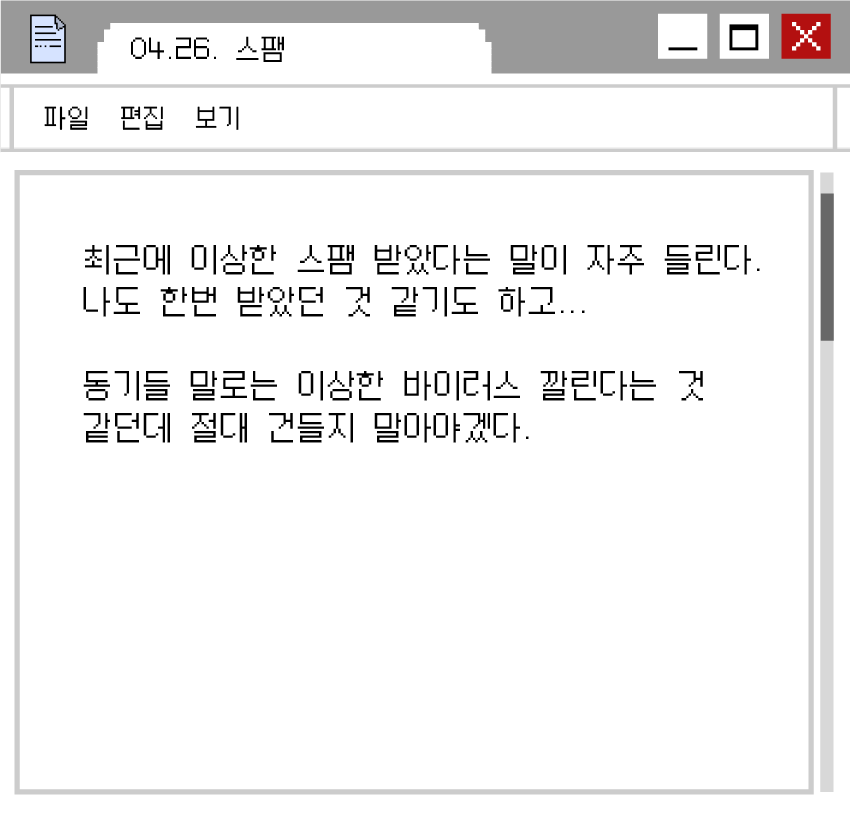 04.26. 스팸
파일 편집 보기
최근에 이상한 스팸 받았다는 말이 자주 들린다.
나도 한번 받았던 것 같기도 하고...
동기들 말로는 이상한 바이러스 깔린다는 것
같던데 절대 건들지 말아야겠다.